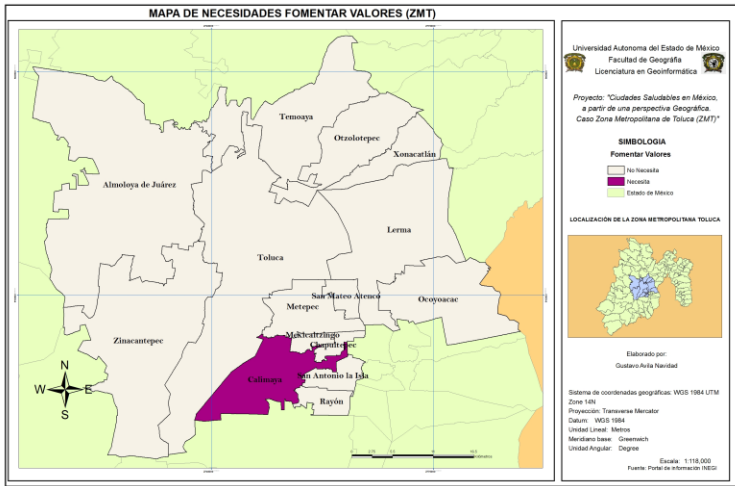 MAPA DE NECESIDADES FOMENTAR VALORES (ZMT)
Temoaya
Otzolotepec
Xonacatlán
Almoloya de Juárez
Lerma
Toluca
San Mateo Atenco
Ocoyoacac
Metepec
Mexicaltzingo
Chapultepec
Zinacantepec
Calimaya
San Antonio la Isla
Rayón
N
W E
S
Universidad Autonoma del Estado de México
Facultad de Geografía
Licenciatura en Geoinformática
Proyecto: "Ciudades Saludables en México,
a partir de una perspectiva Geográfica.
Caso Zona Metropolitana de Toluca (ZMT)"
SIMBOLOGIA
Fomentar Valores
No Necesita
Necesita
Estado de México
LOCALIZACIÓN DE LA ZONA METROPOLITANA TOLUCA
Elaborado por:
Gustavo Avila Navidad
Sistema de coordenadas geográficas: WGS 1984 UTM
Zone 14N
Proyección: Transverse Mercator
Datum: WGS 1984
Unidad Lineal: Metros
Meridiano base: Greenwich
Unidad Angular: Degree
Escala: 1:118,000
Fuente: Portal de información INEGI